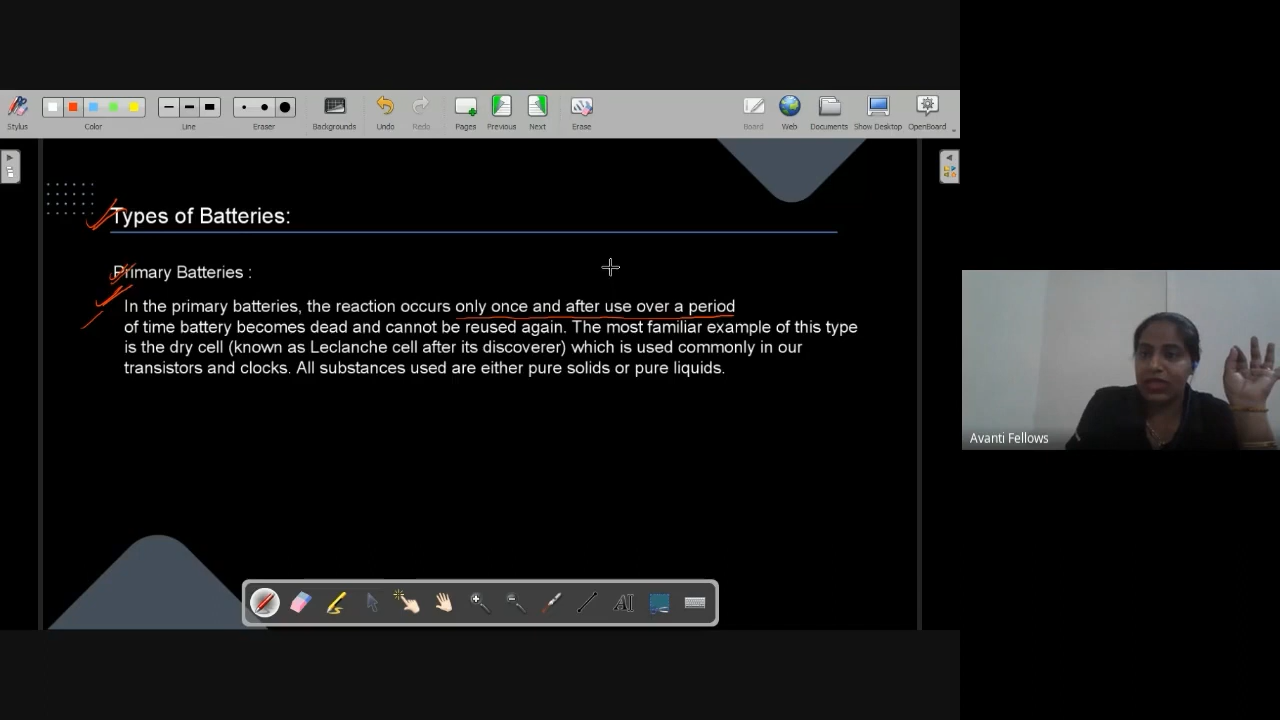 Stylus Color Line Eraser Backgrounds Undo Redo Pages Previous Next Erase Board Web Documents Show Desktop OpenBoard
Types of Batteries:
Primary Batteries :
In the primary batteries, the reaction occurs only once and after use over a period
of time battery becomes dead and cannot be reused again. The most familiar example of this type
is the dry cell (known as Leclanche cell after its discoverer) which is used commonly in our
transistors and clocks. All substances used are either pure solids or pure liquids.
Avanti Fellows
AI